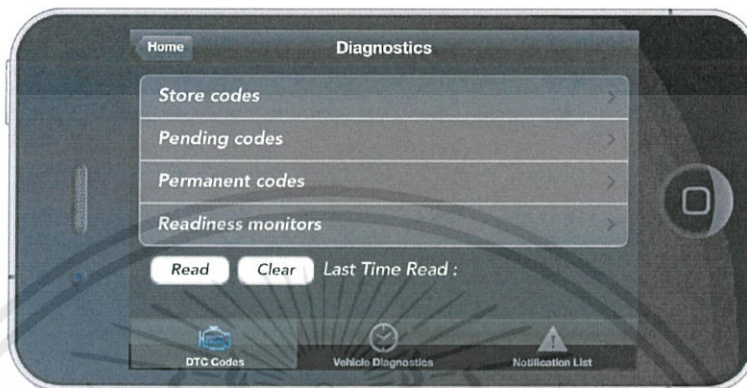 Home Diagnostics
Store codes
Pending codes
Permanent codes
Readiness monitors
Read Clear Last Time Read :
DTC Codes Vehicle Diagnostics Notification List